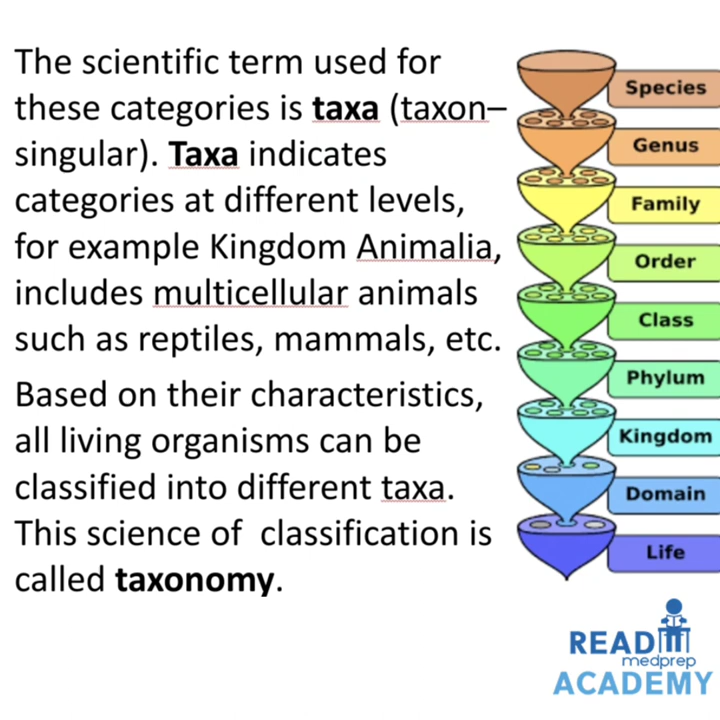 The scientific term used for
these categories is taxa (taxon–
singular). Taxa indicates
categories at different levels,
for example Kingdom Animalia,
includes multicellular animals
such as reptiles, mammals, etc.
Based on their characteristics,
all living organisms can be
classified into different taxa.
This science of  classification is
called taxonomy.
Species
Genus
Family
Order
Class
Phylum
Kingdom
Domain
Life
READ
medprep
ACADEMY